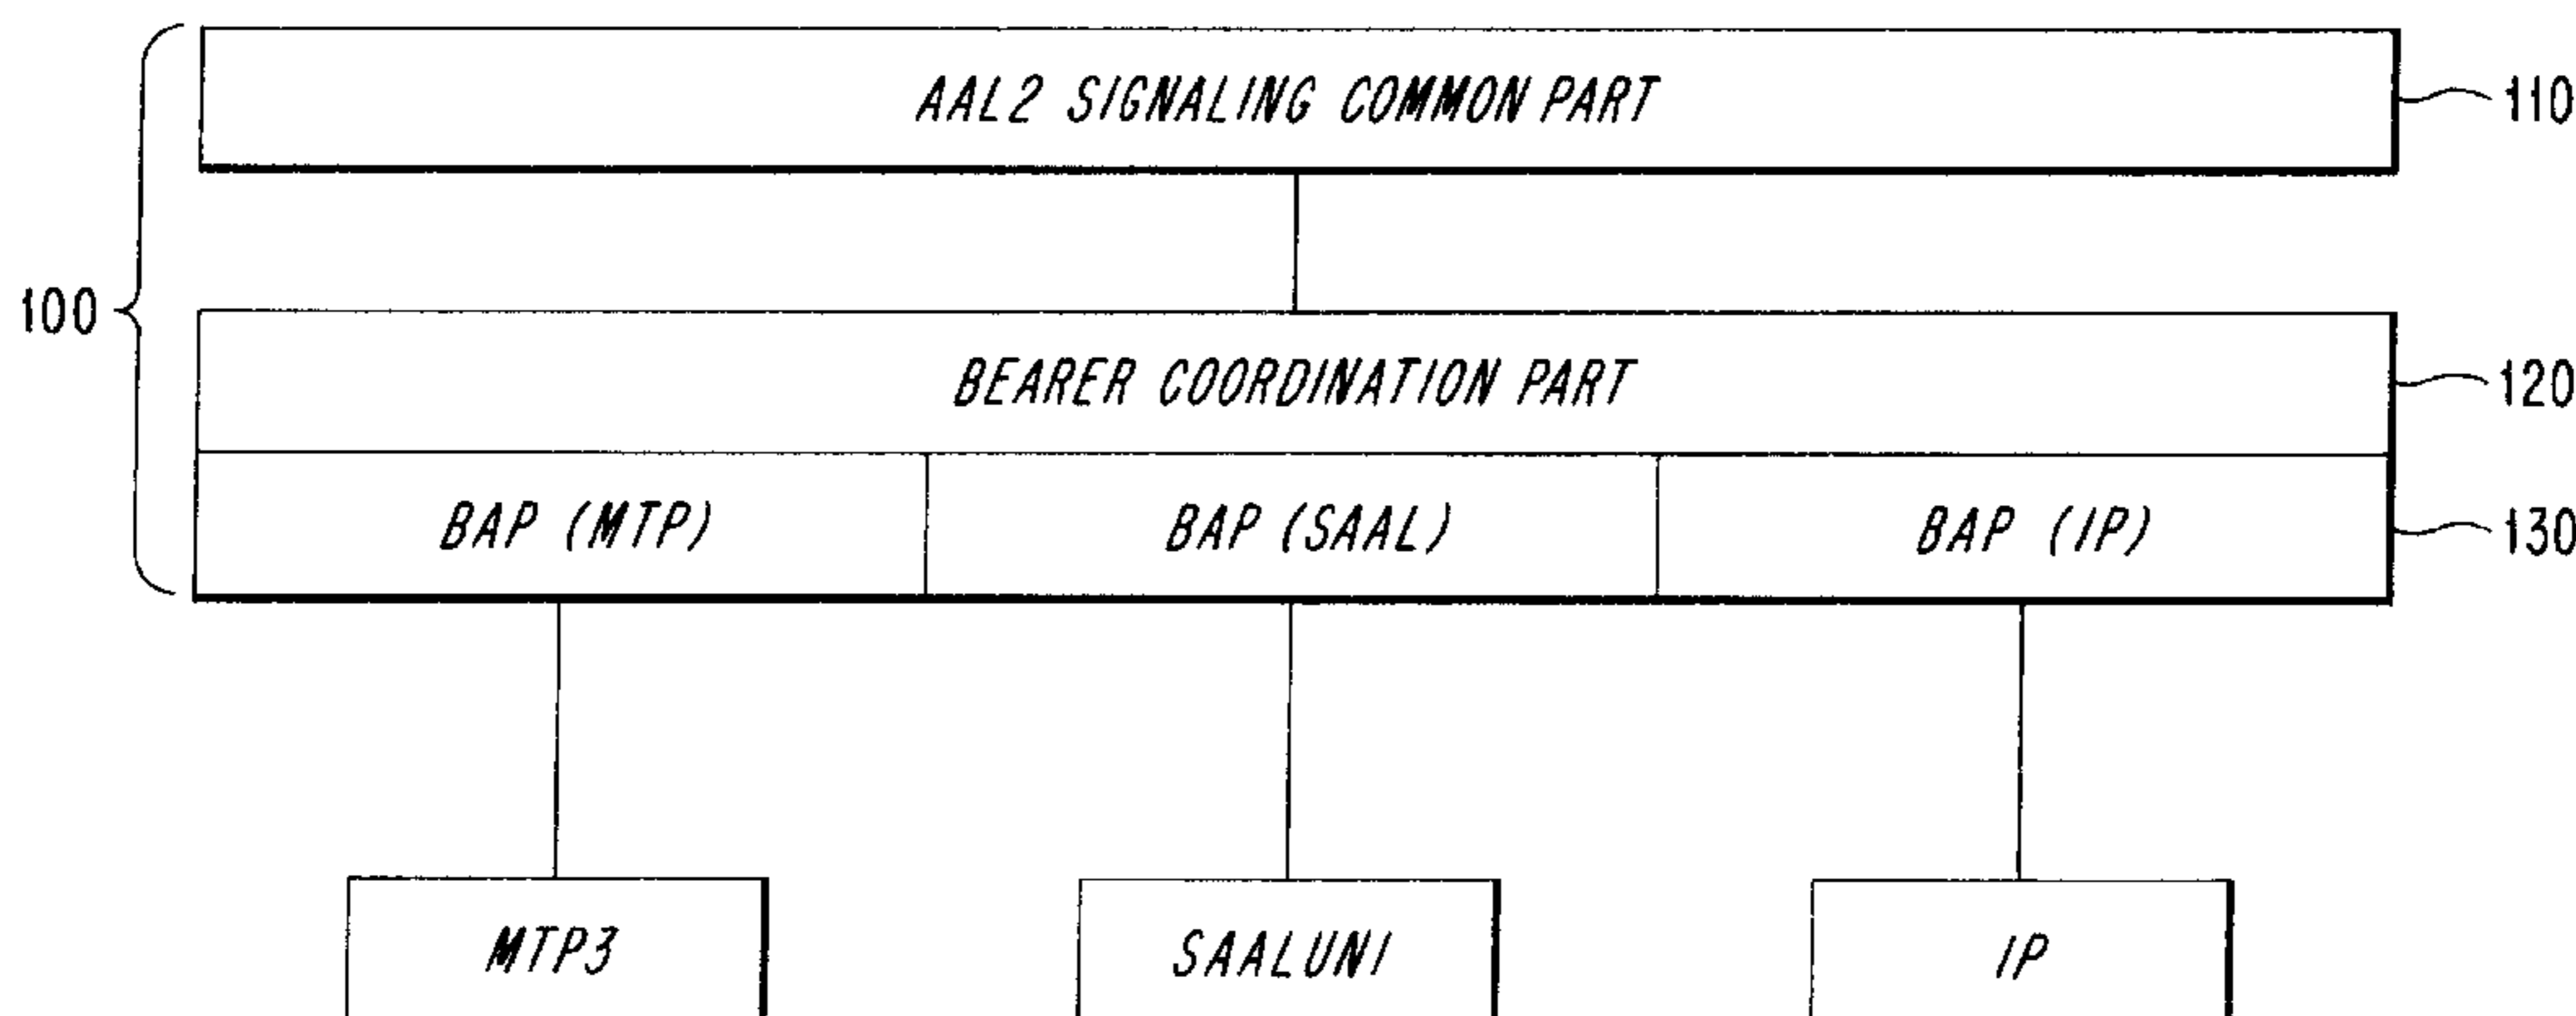 AAL2 SIGNALING COMMON PART
110
100
BEARER COORDINATION PART
120
BAP (MTP) BAP (SAAL) BAP (IP)
130
MTP3 SAALUNI IP